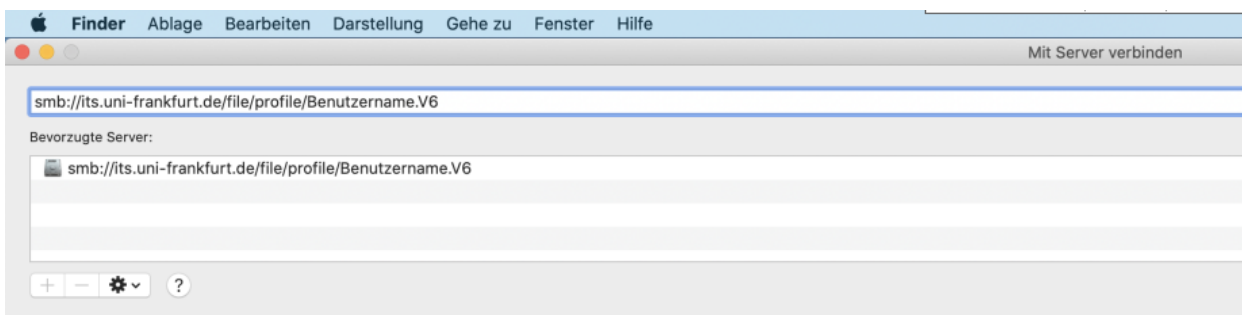 Finder Ablage Bearbeiten Darstellung Gehe zu Fenster Hilfe
Mit Server verbinden
smb://its.uni-frankfurt.de/file/profile/Benutzername.V6
Bevorzugte Server:
smb://its.uni-frankfurt.de/file/profile/Benutzername.V6
+ − ?